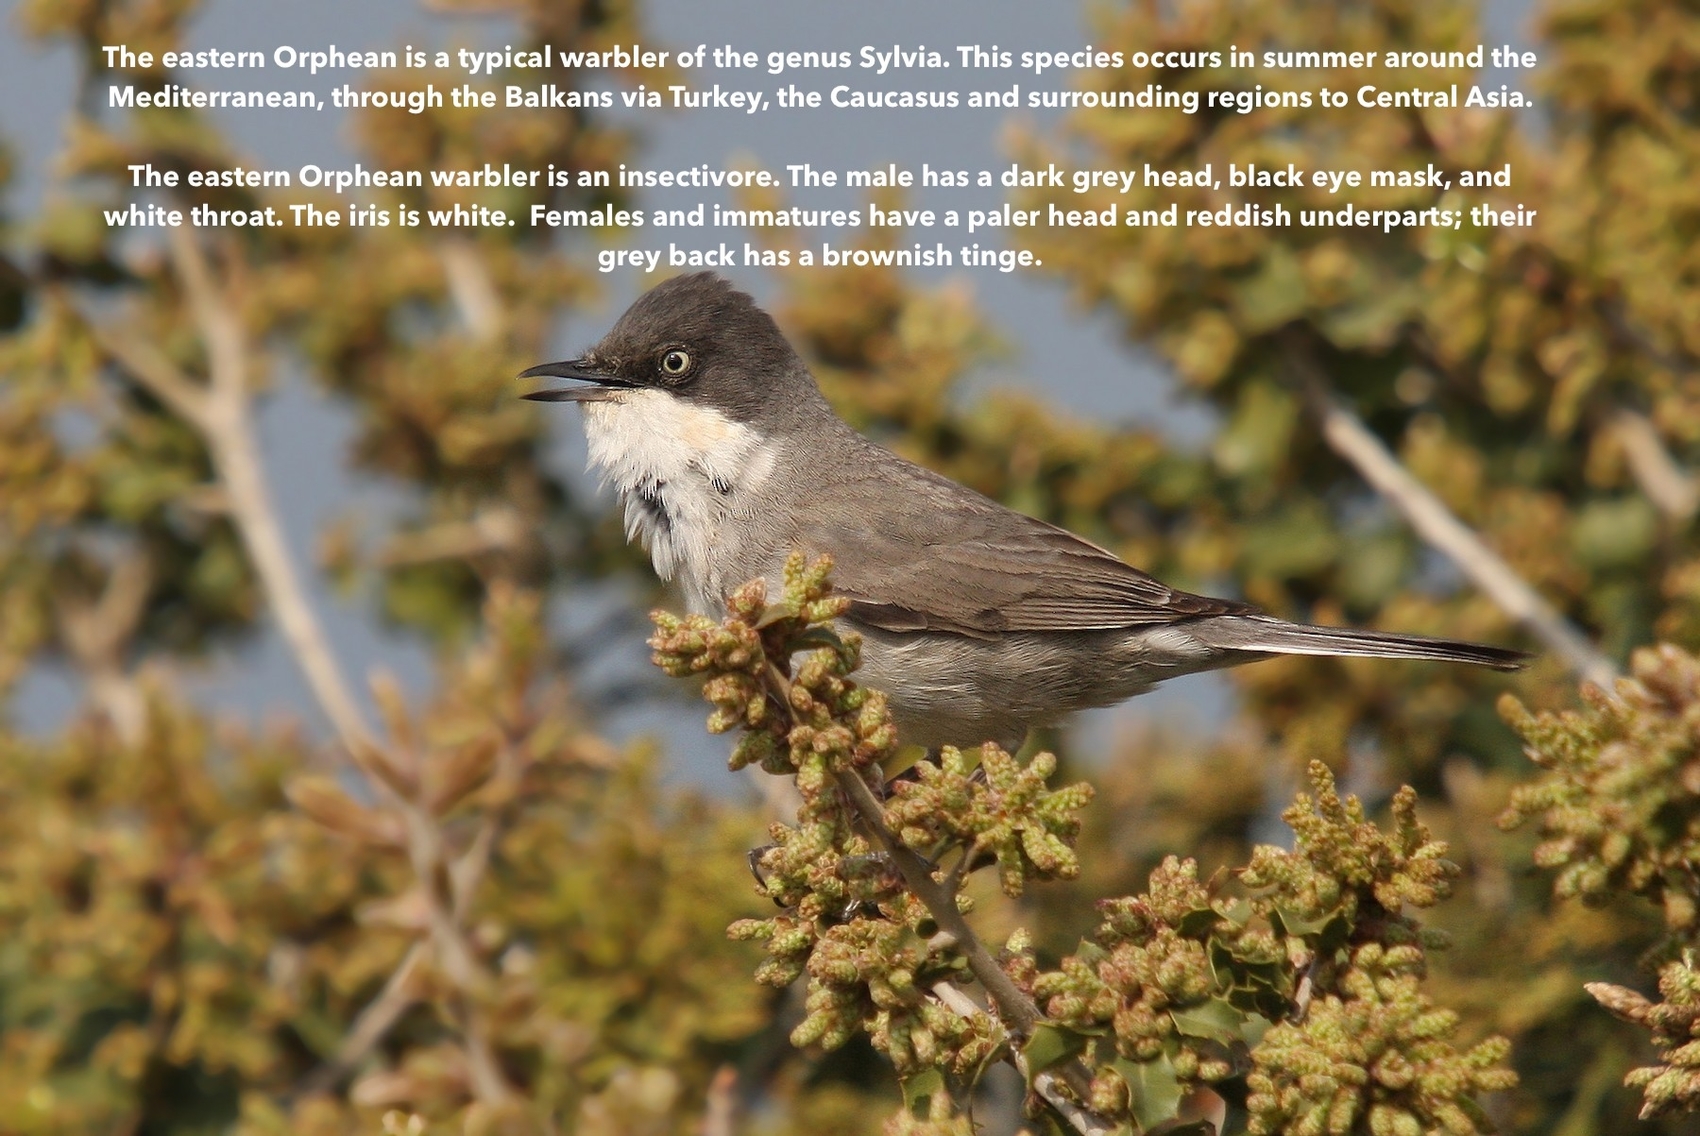 The eastern Orphean is a typical warbler of the genus Sylvia. This species occurs in summer around the
Mediterranean, through the Balkans via Turkey, the Caucasus and surrounding regions to Central Asia.
The eastern Orphean warbler is an insectivore. The male has a dark grey head, black eye mask, and
white throat. The iris is white.  Females and immatures have a paler head and reddish underparts; their
grey back has a brownish tinge.